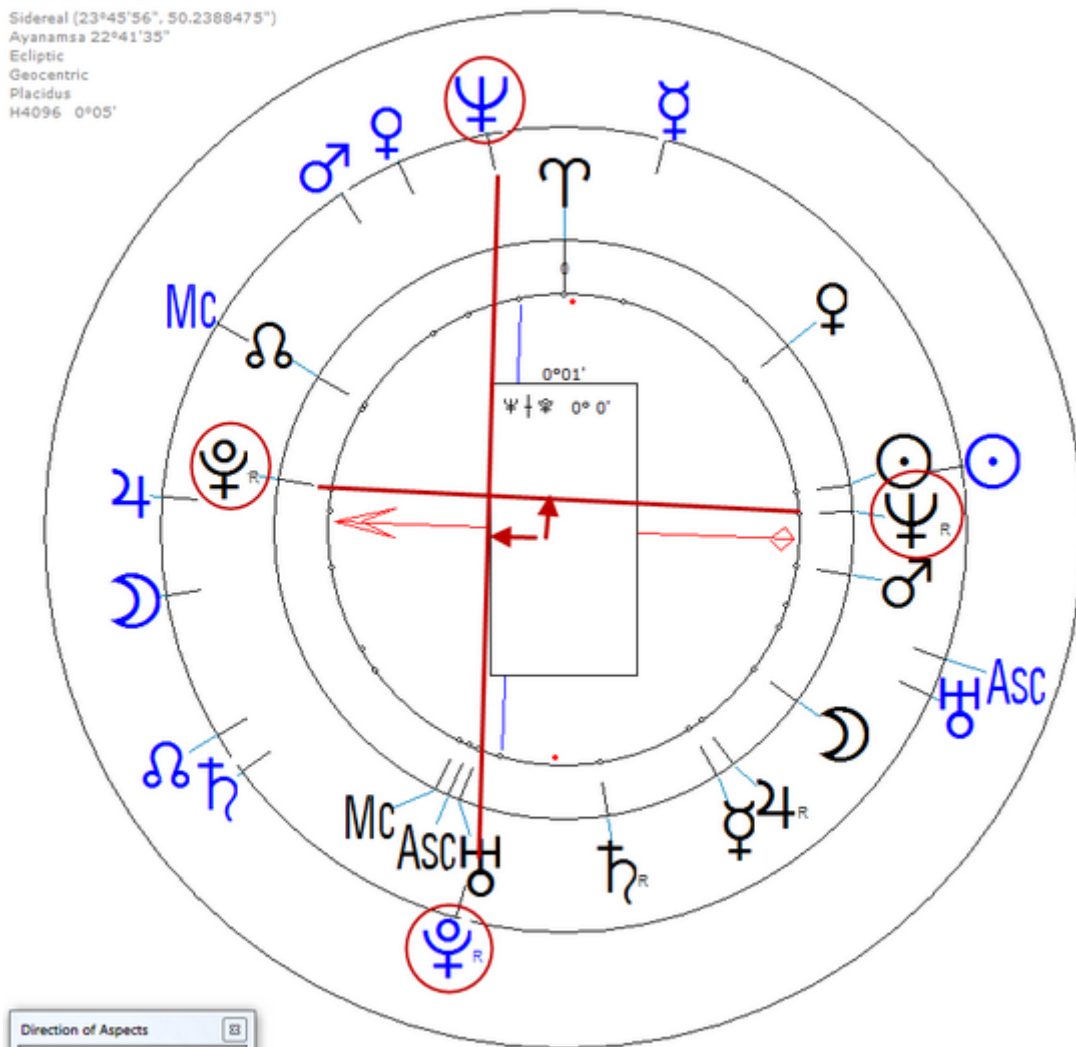 Sidereal (23°45'56", 50.2388475")
Ayanamsa 22°41'35"
Ecliptic
Geocentric
Placidus
H4096 0°05'
♂ ♀ ♆ ☿
♈
0
Mc ☊ ♀
0°01'
0° 0'
♃ ♇ R ☉ ☉
♆ R
☽ ♂
Asc
♅
☊ ♄ ☽
Mc Asc ♅ ♄ R ☿ ♃ R
♇ R
Direction of Aspects